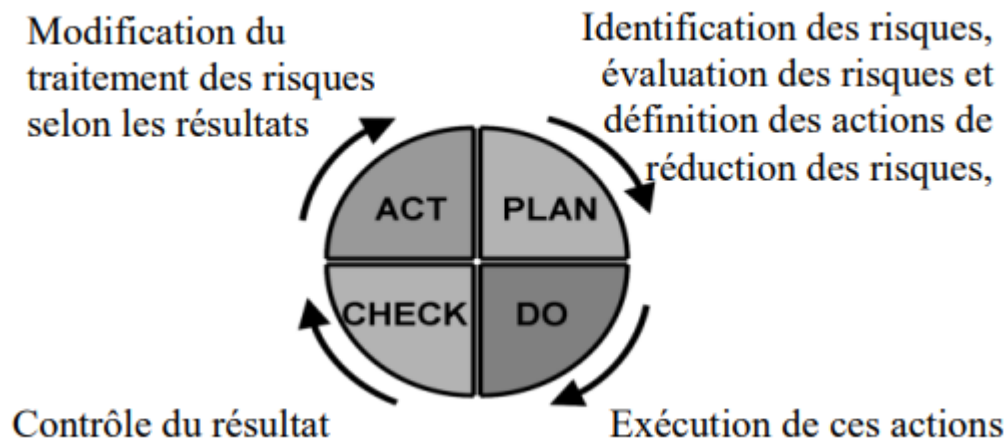 Modification du
traitement des risques
selon les résultats
Identification des risques,
évaluation des risques et
définition des actions de
réduction des risques,
ACT
PLAN
CHECK
DO
Contrôle du résultat
Exécution de ces actions